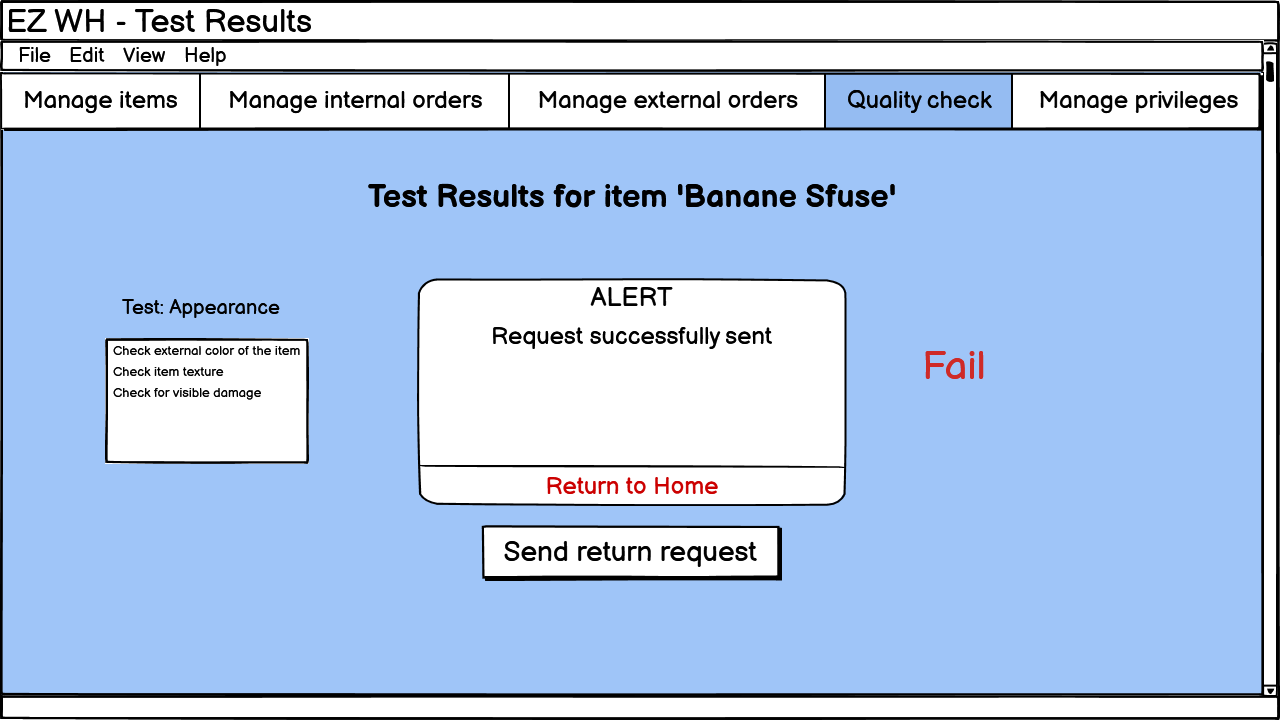 EZ WH - Test Results
File Edit View Help
Manage items Manage internal orders Manage external orders Quality check Manage privileges
Test Results for item 'Banane Sfuse'
Test: Appearance
Check external color of the item
Check item texture
Check for visible damage
ALERT
Request successfully sent
Return to Home
Fail
Send return request